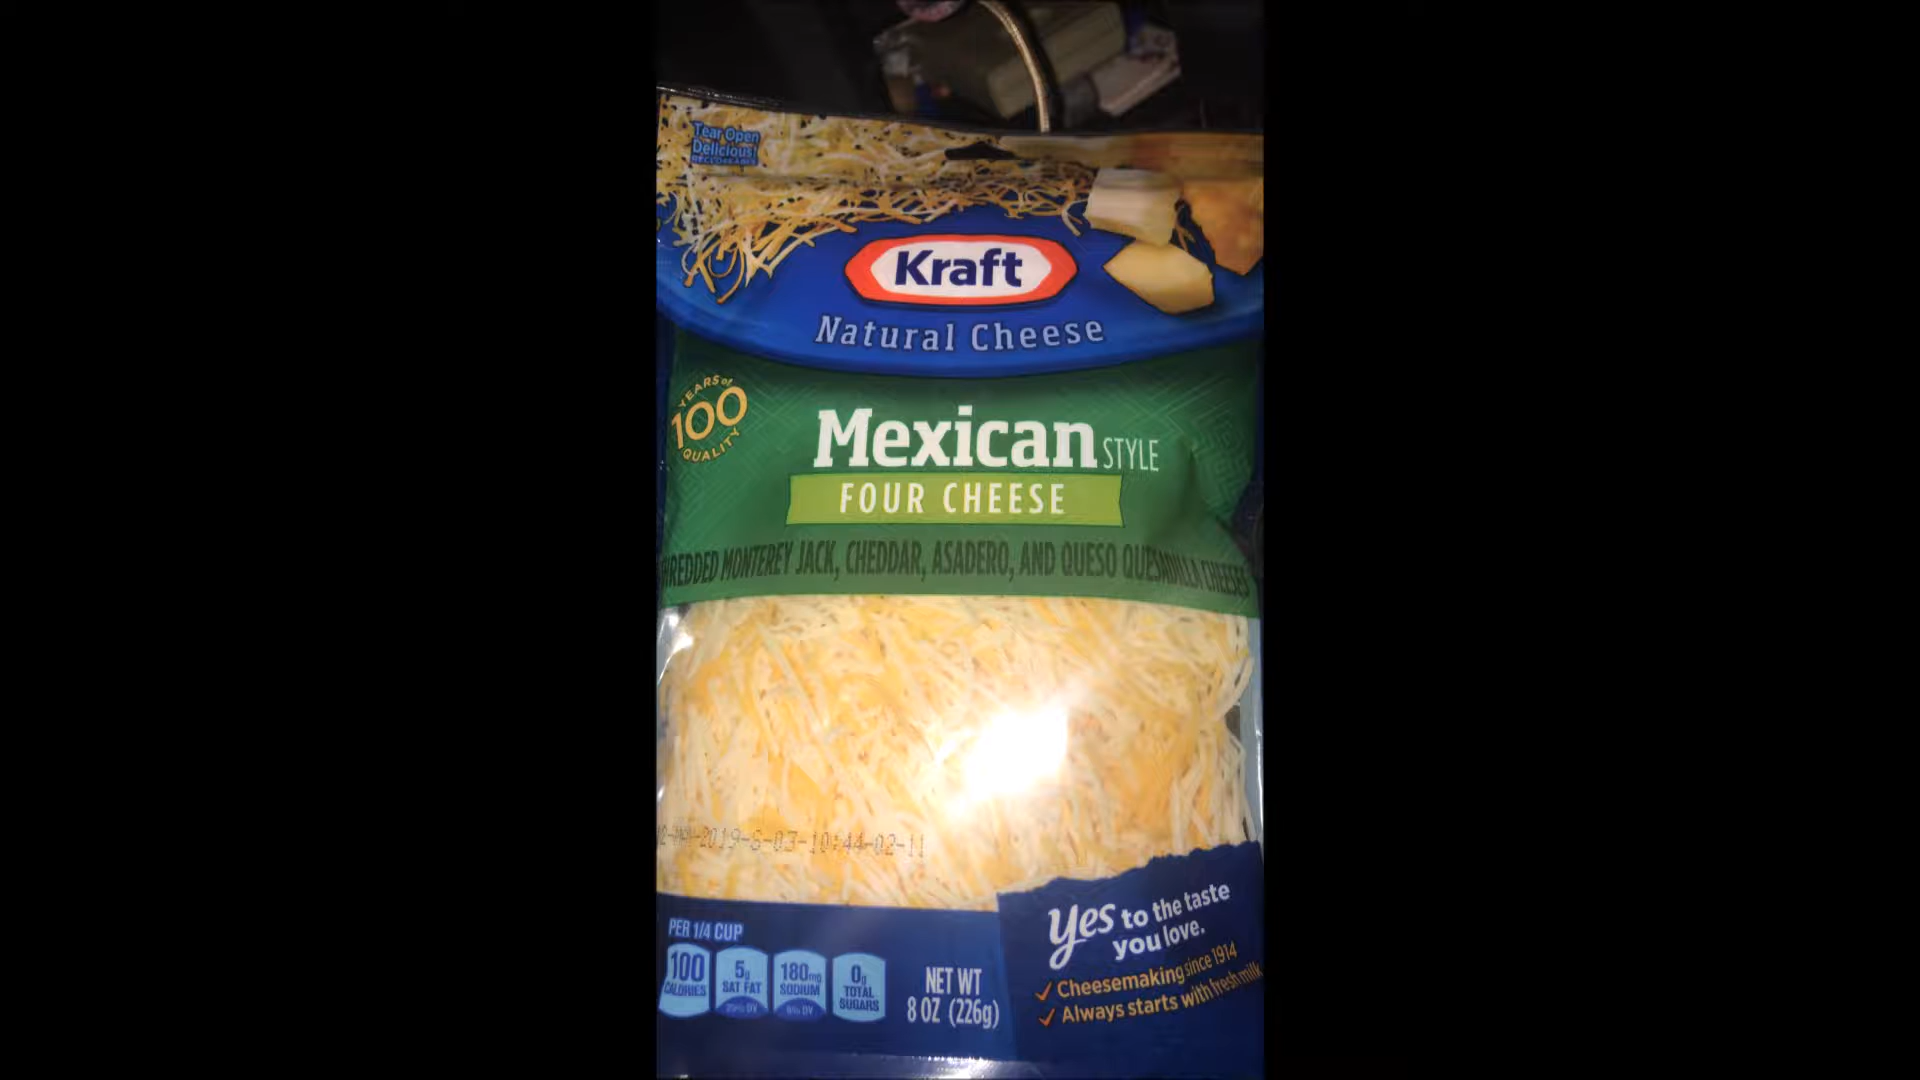 Tear Open
Delicious!
RECLOSEABLE
Kraft
Natural Cheese
YEARS of
100
QUALITY
Mexican STYLE
FOUR CHEESE
MONTEREY JACK, CHEDDAR, ASADERO, AND QUESO QUESADILLA CHEESES
2019-S-03-10:44-02-11
yes to the taste
you love.
✓ Cheesemaking since 1914
✓ Always starts with fresh milk
PER 1/4 CUP
100 CALORIES
5g SAT FAT
180mg SODIUM
0g TOTAL SUGARS
NET WT
8 OZ (226g)